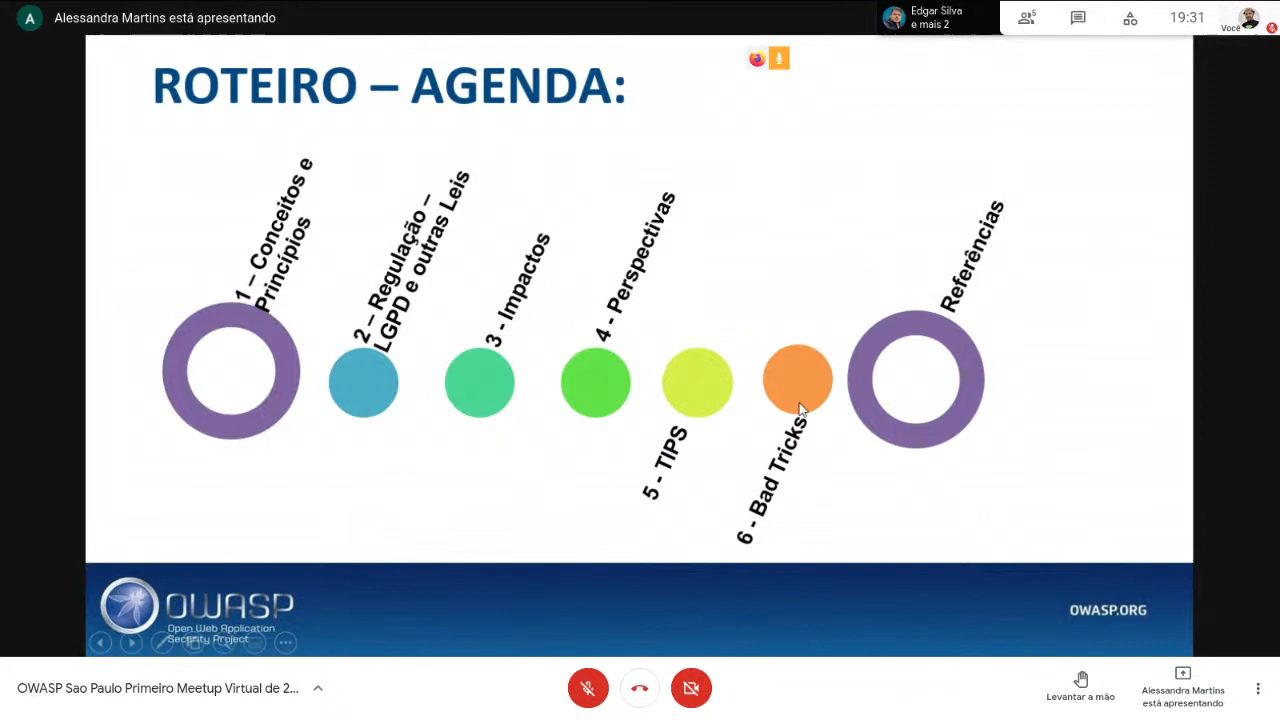 A
Alessandra Martins está apresentando
Edgar Silva
e mais 2
5
19:31
Você
ROTEIRO – AGENDA:
1 – Conceitos e
Princípios
2 – Regulação –
LGPD e outras Leis
3 - Impactos
4 - Perspectivas
5 - TIPS
6 - Bad Tricks
Referências
OWASP
Open Web Application
Security Project
OWASP.ORG
OWASP Sao Paulo Primeiro Meetup Virtual de 2...
Levantar a mão
Alessandra Martins
está apresentando